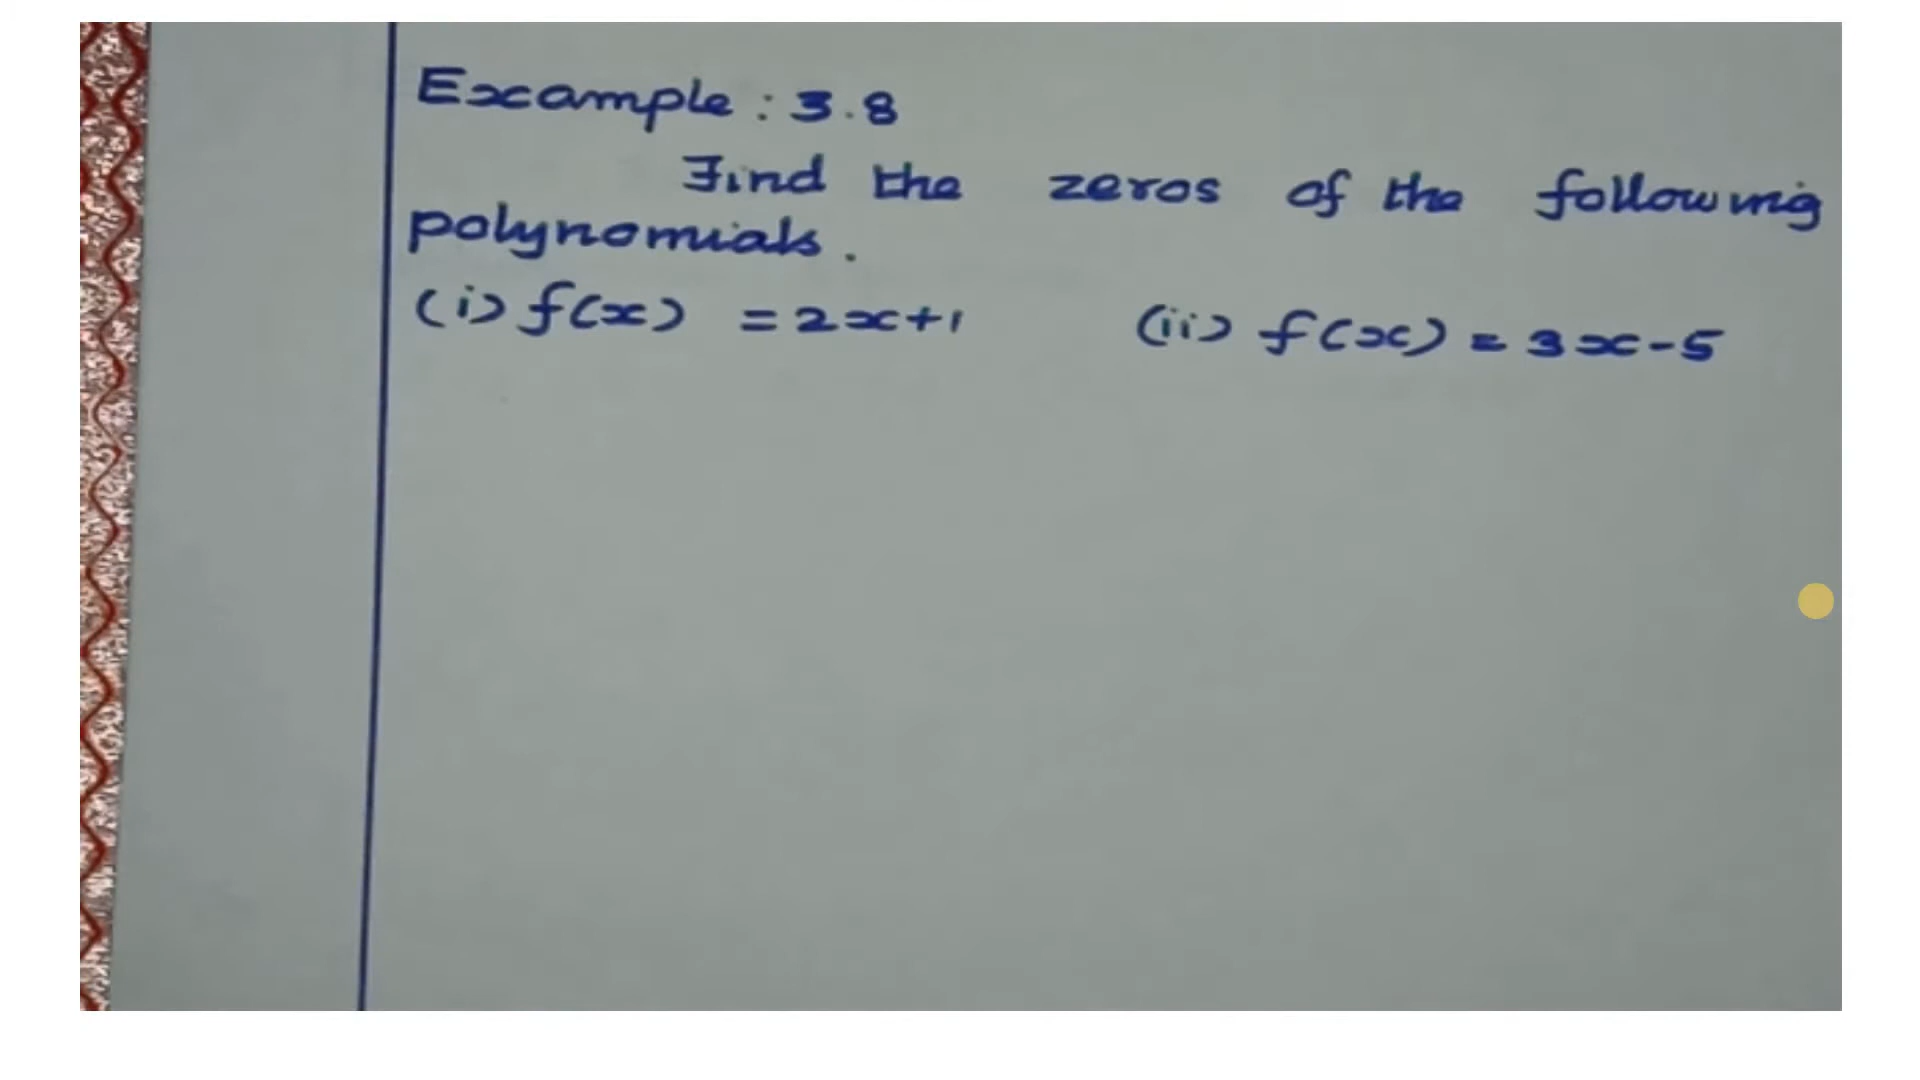 Example : 3.8
Find the zeros of the following
polynomials.
(i) f(x) = 2x+1 (ii) f(x) = 3x-5